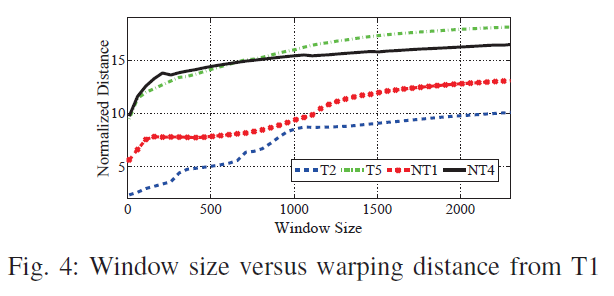 15
10
5
Normalized Distance
T2 T5 NT1 NT4
0 500 1000 1500 2000
Window Size
Fig. 4: Window size versus warping distance from T1